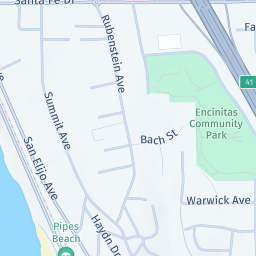 Santa Fe Dr
Rubenstein Ave
41
Summit Ave
Encinitas
Community
Park
Bach St
San Elijo Ave
Warwick Ave
Haydn Dr
Pipes
Beach